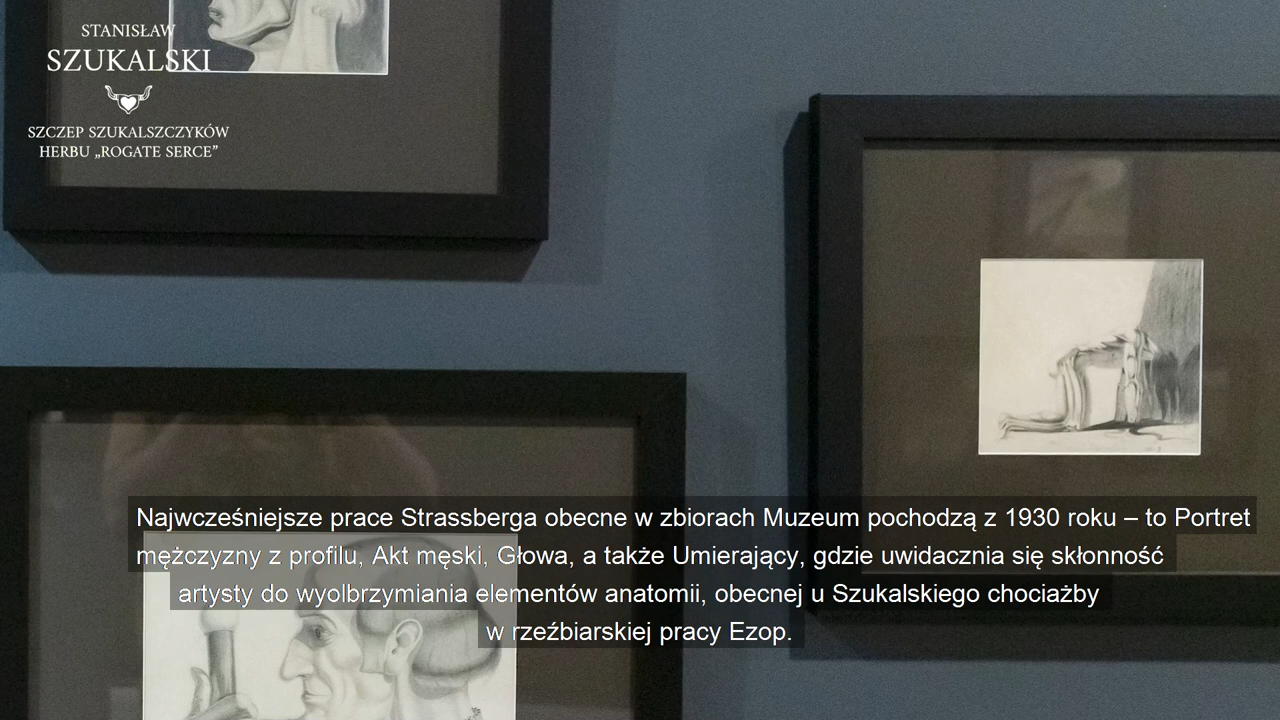 STANISŁAW
SZUKALSKI
SZCZEP SZUKALSZCZYKÓW
HERBU „ROGATE SERCE”
Najwcześniejsze prace Strassberga obecne w zbiorach Muzeum pochodzą z 1930 roku – to Portret
mężczyzny z profilu, Akt męski, Głowa, a także Umierający, gdzie uwidacznia się skłonność
artysty do wyolbrzymiania elementów anatomii, obecnej u Szukalskiego chociażby
w rzeźbiarskiej pracy Ezop.